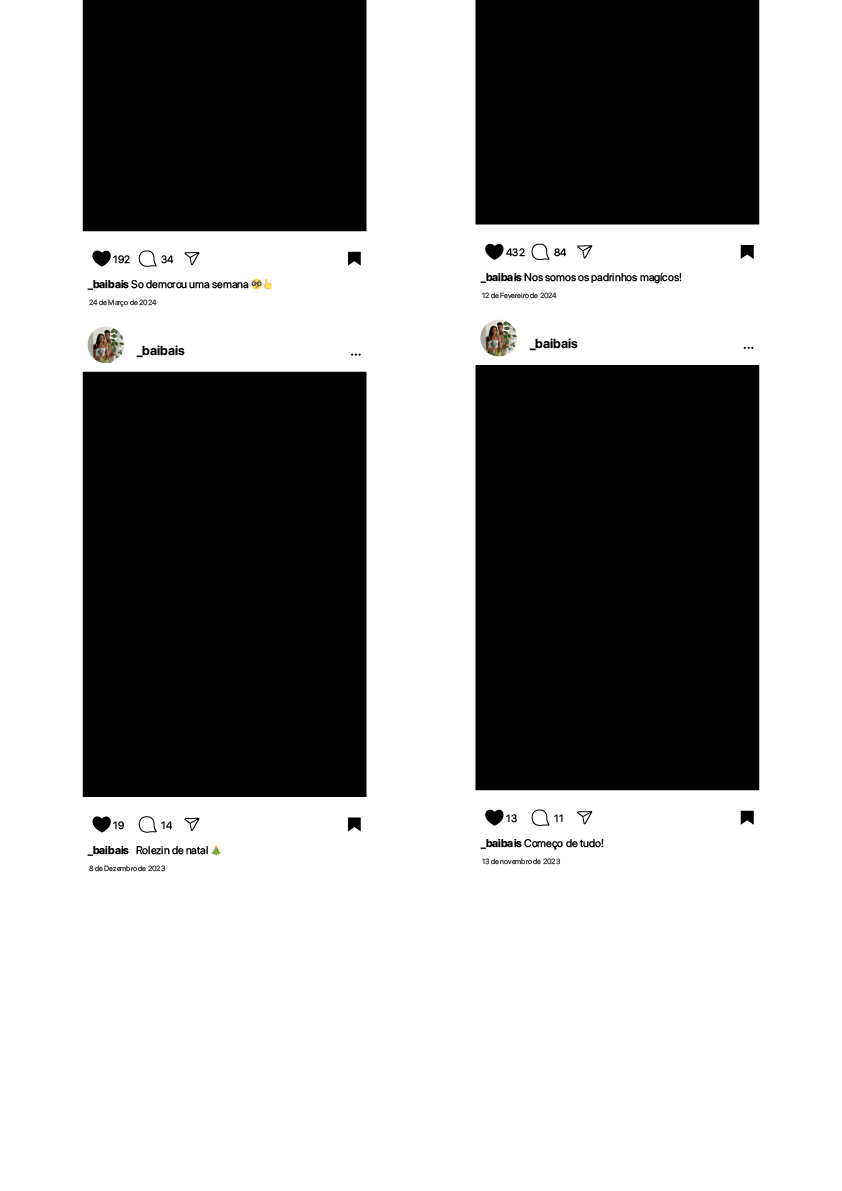 192 34
_baibais So demorou uma semana 🤓👆
24 de Março de 2024
_baibais
19 14
_baibais Rolezin de natal 🎄
8 de Dezembro de 2023
432 84
_baibais Nos somos os padrinhos magícos!
12 de Fevereiro de 2024
_baibais
13 11
_baibais Começo de tudo!
13 de novembro de 2023